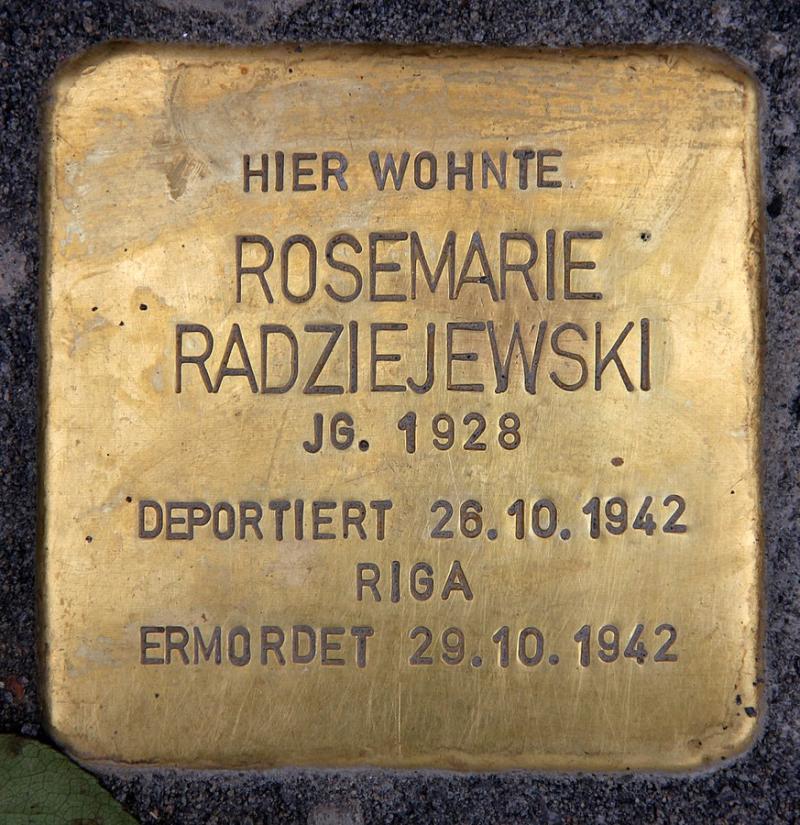 HIER WOHNTE
ROSEMARIE
RADZIEJEWSKI
JG. 1928
DEPORTIERT 26.10.1942
RIGA
ERMORDET 29.10.1942